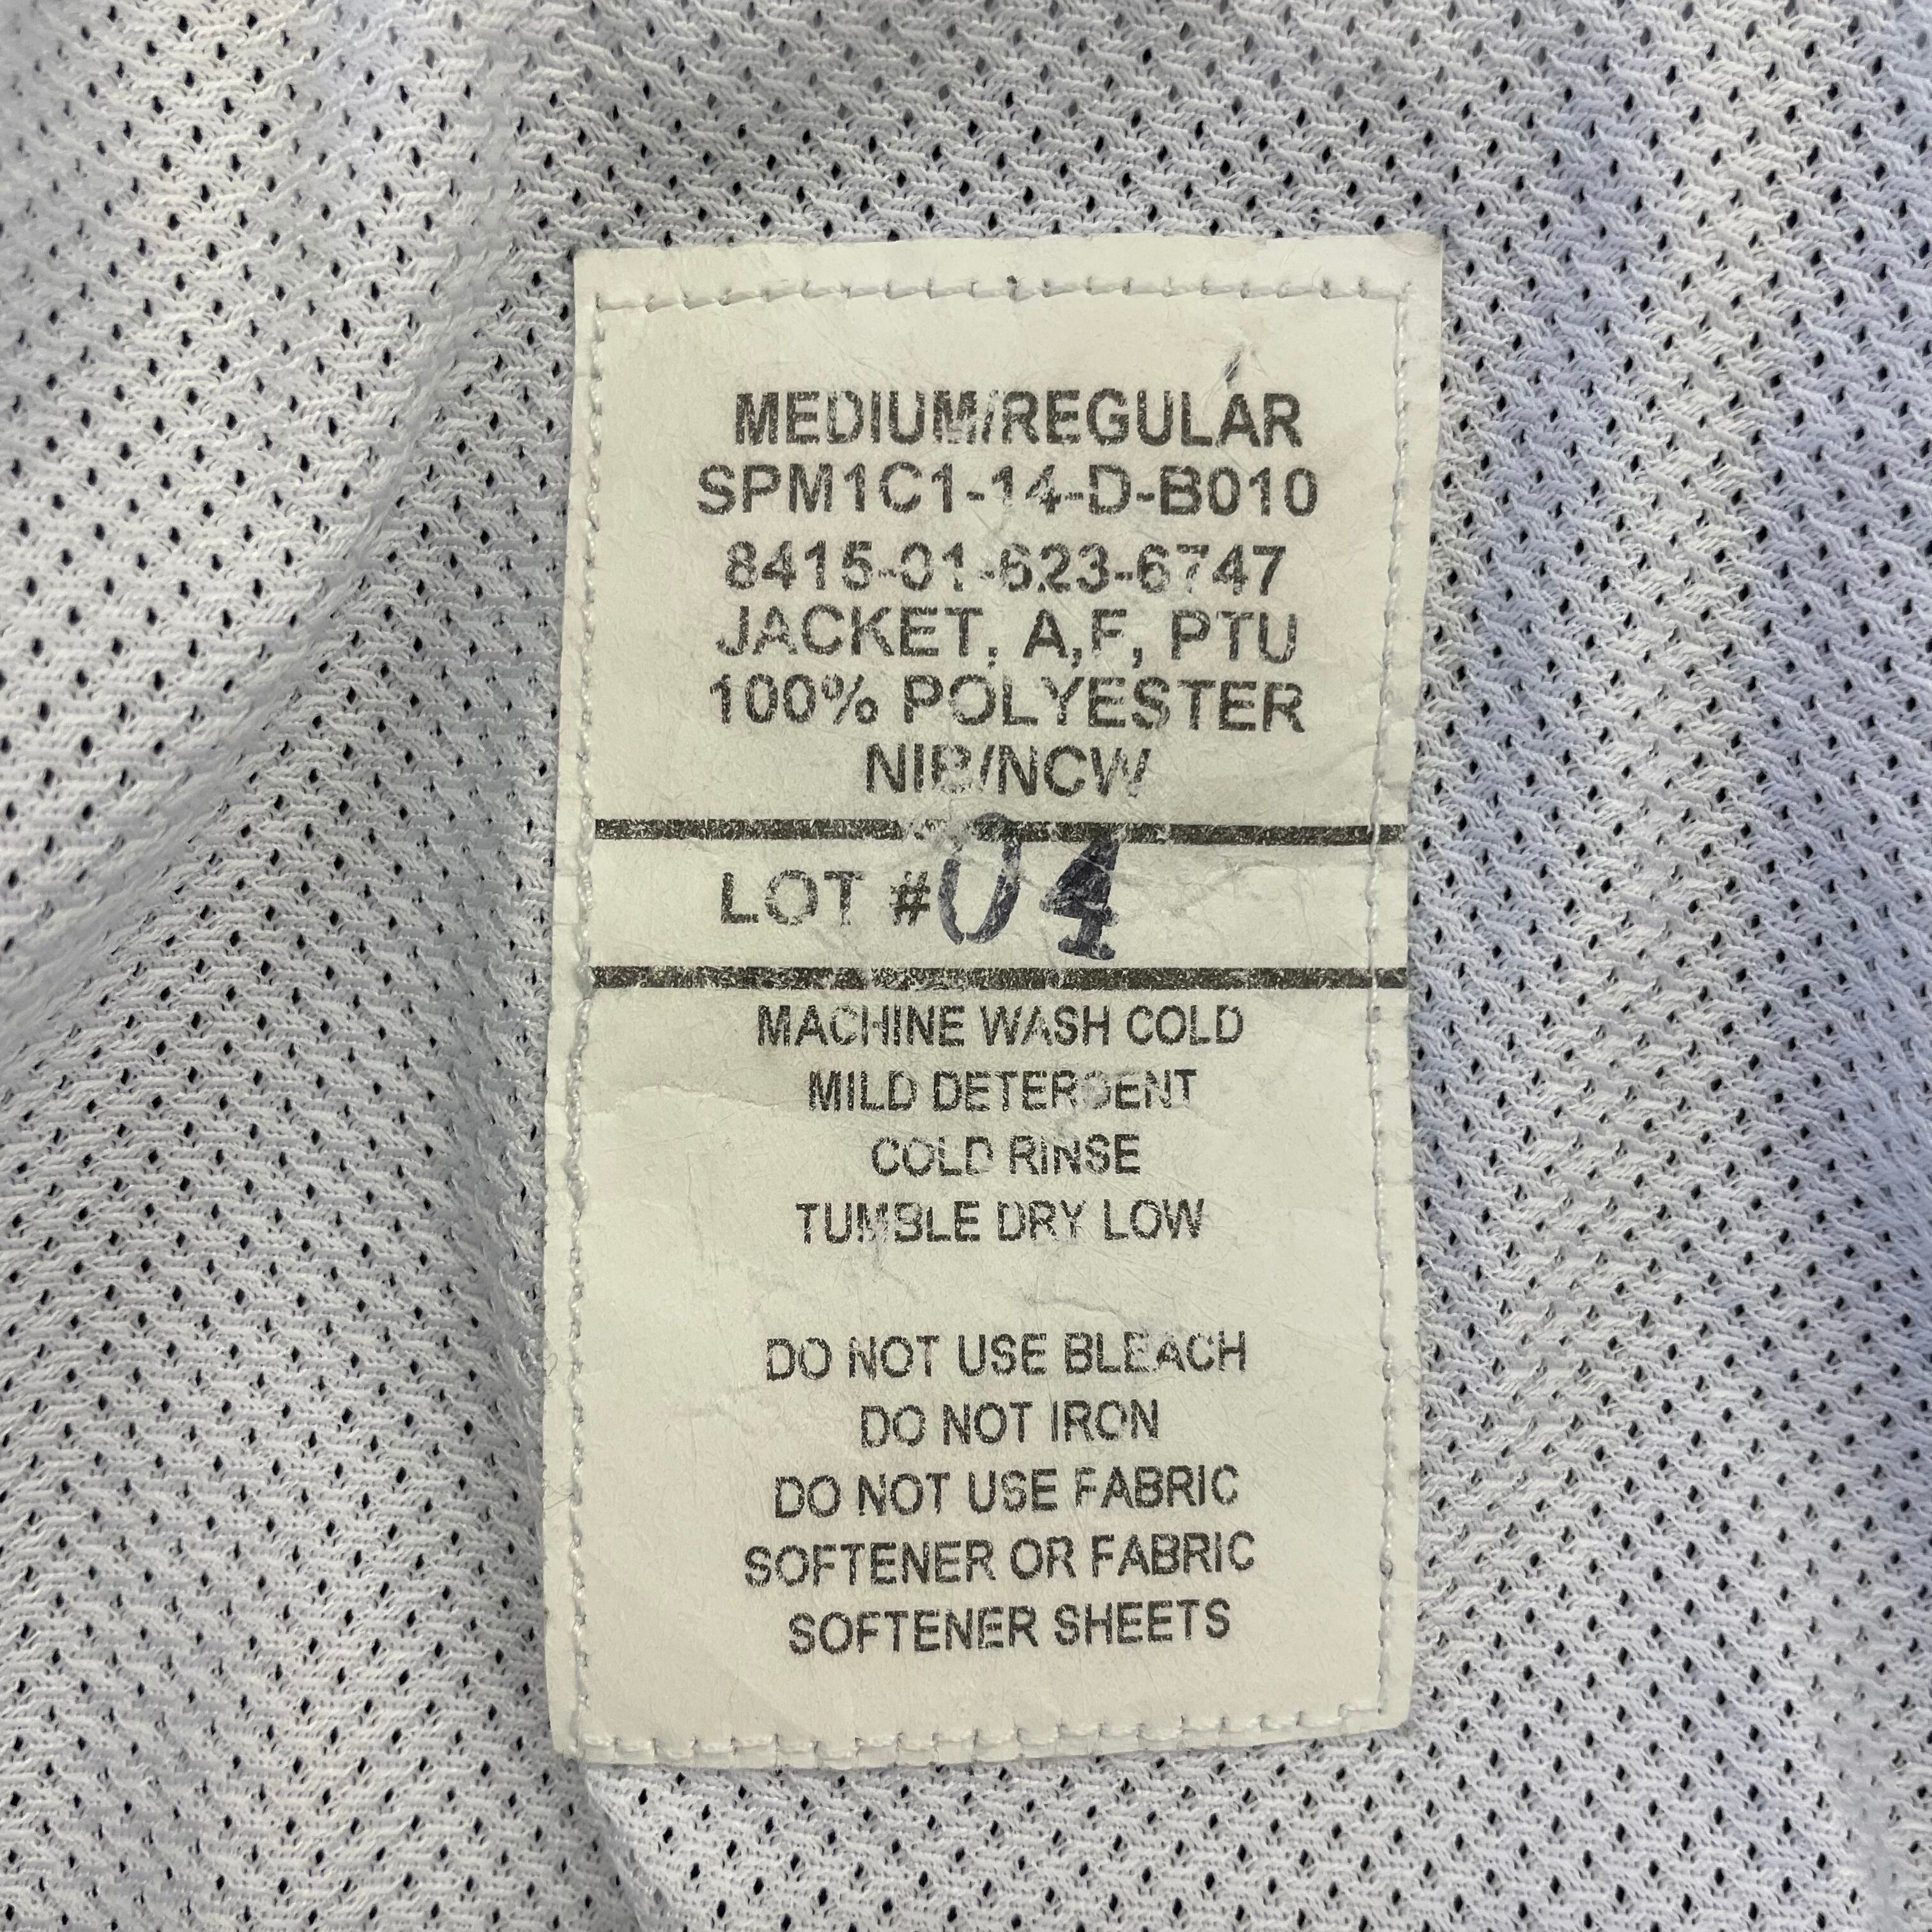 MEDIUM/REGULAR
SPM1C1-14-D-B010
8415-01-623-6747
JACKET, A,F, PTU
100% POLYESTER
NIB/NCW
LOT #04
MACHINE WASH COLD
MILD DETERGENT
COLD RINSE
TUMBLE DRY LOW
DO NOT USE BLEACH
DO NOT IRON
DO NOT USE FABRIC
SOFTENER OR FABRIC
SOFTENER SHEETS